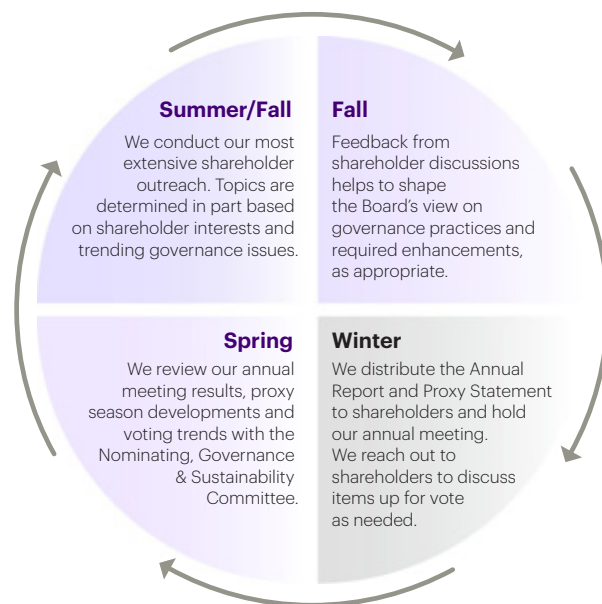 Summer/Fall
We conduct our most
extensive shareholder
outreach. Topics are
determined in part based
on shareholder interests and
trending governance issues.
Fall
Feedback from
shareholder discussions
helps to shape
the Board’s view on
governance practices and
required enhancements,
as appropriate.
Spring
We review our annual
meeting results, proxy
season developments and
voting trends with the
Nominating, Governance
& Sustainability
Committee.
Winter
We distribute the Annual
Report and Proxy Statement
to shareholders and hold
our annual meeting.
We reach out to
shareholders to discuss
items up for vote
as needed.